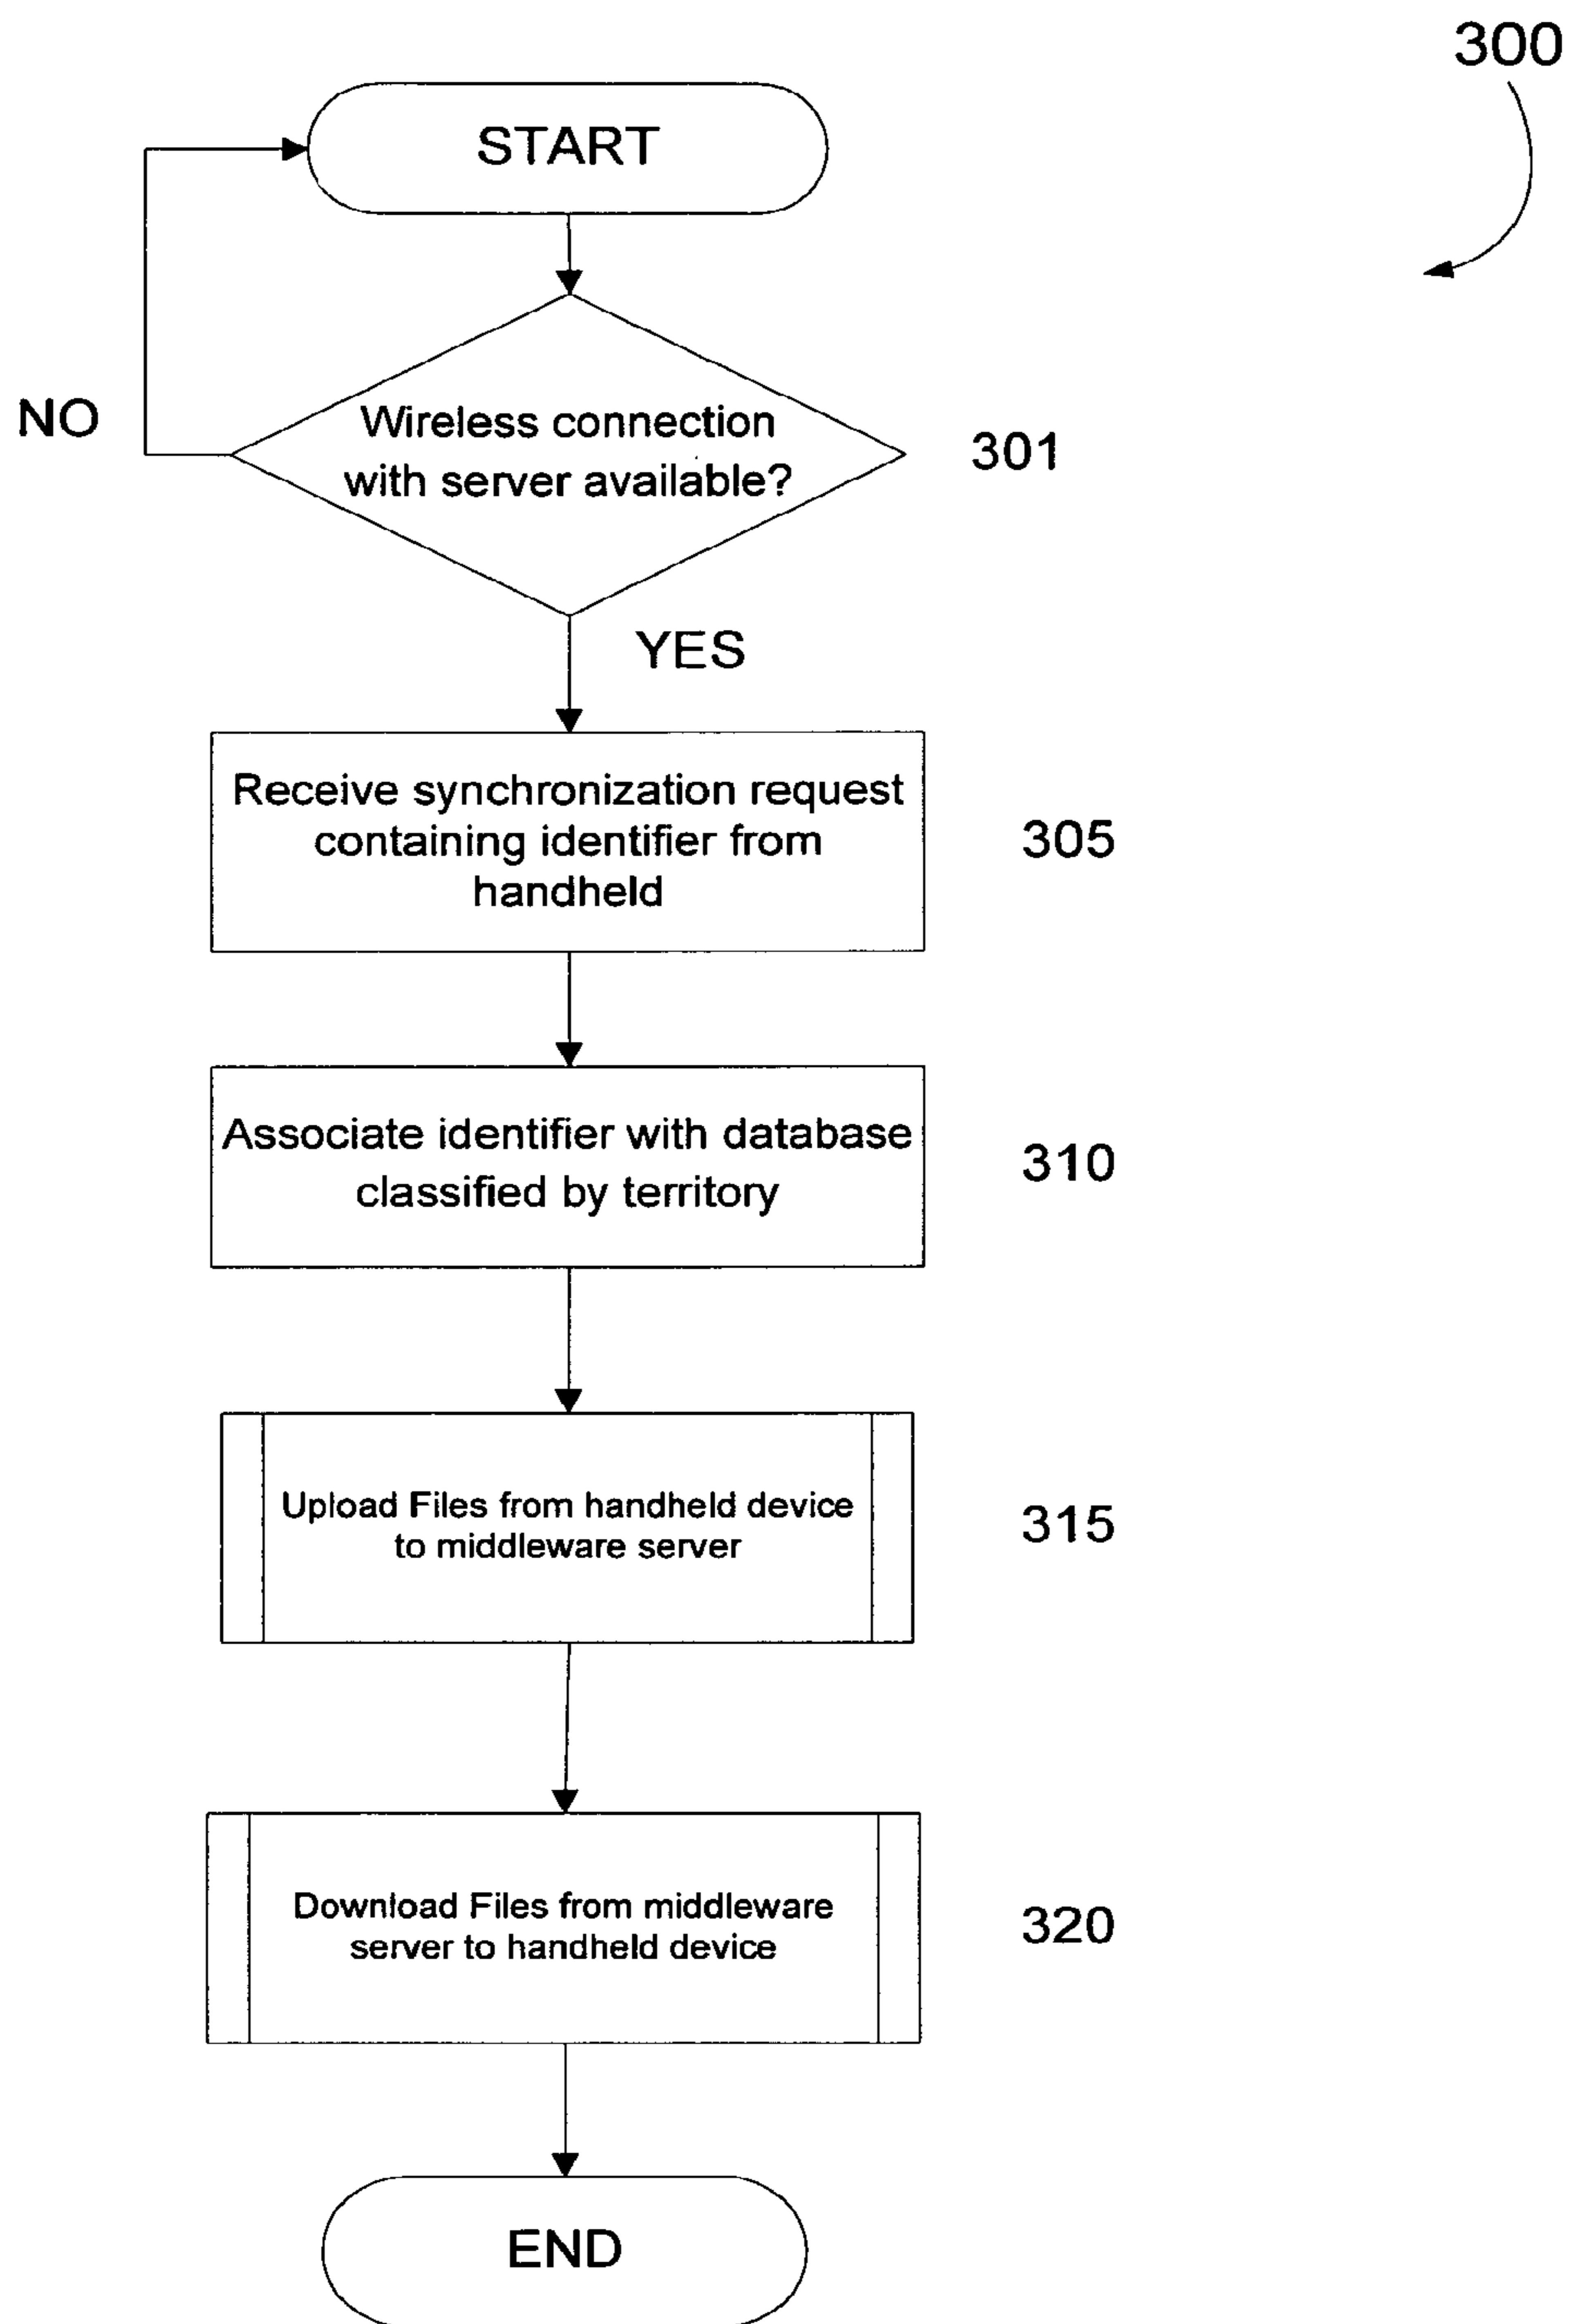 300
START
Wireless connection
with server available?
301
NO
YES
Receive synchronization request
containing identifier from
handheld
305
Associate identifier with database
classified by territory
310
Upload Files from handheld device
to middleware server
315
Download Files from middleware
server to handheld device
320
END